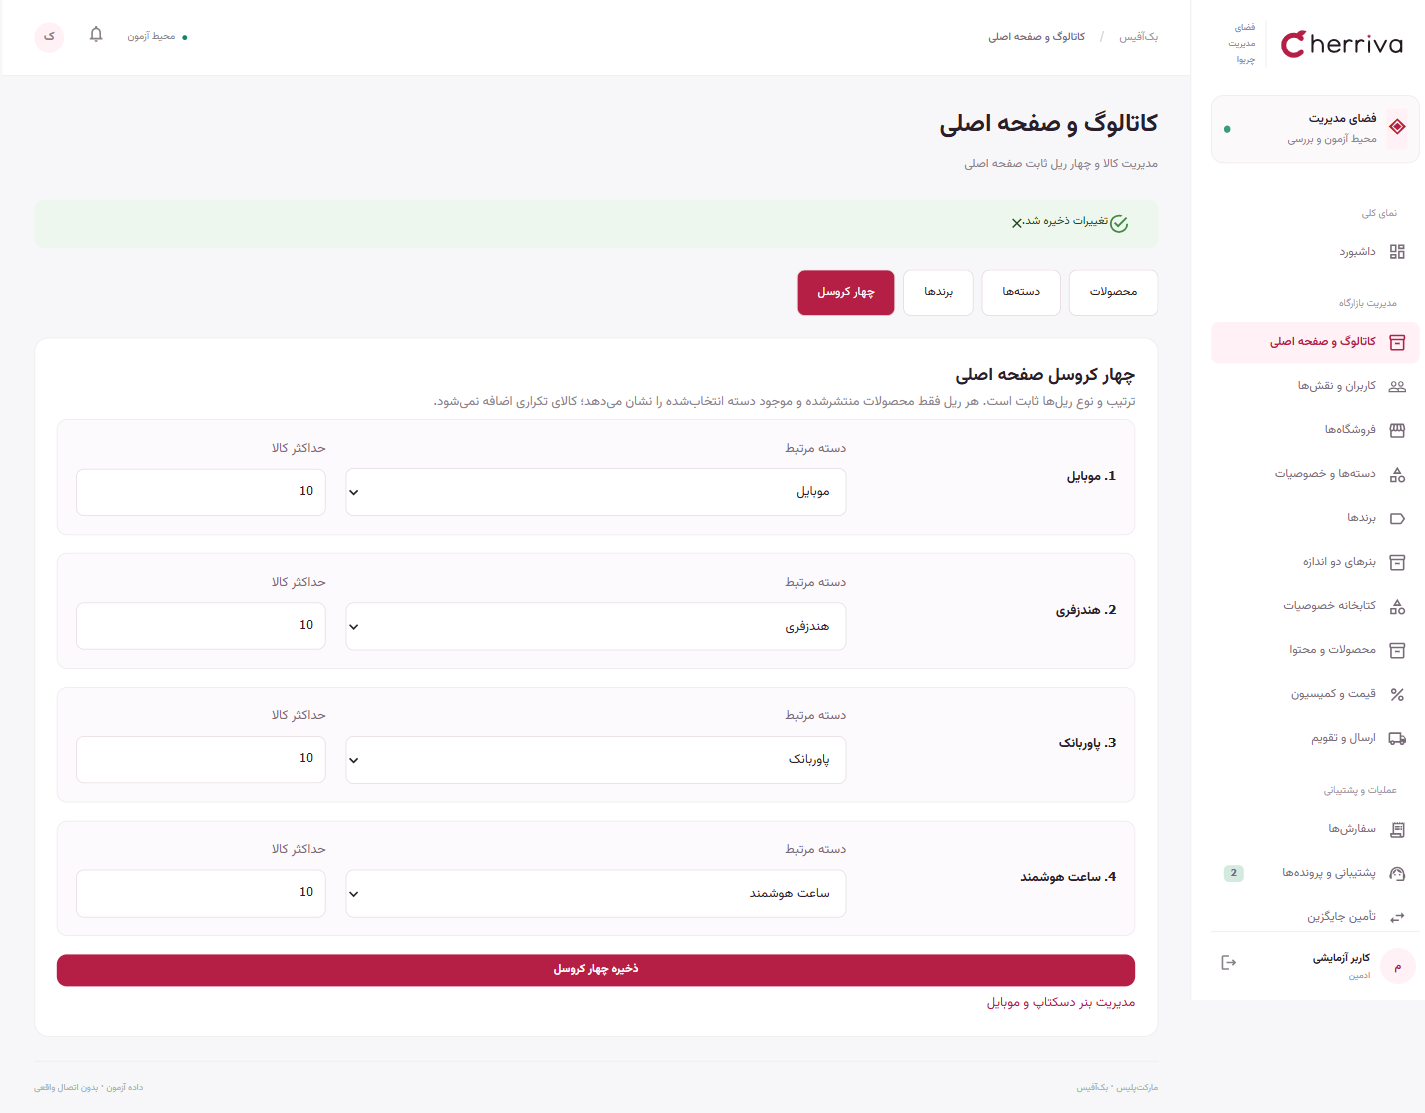 Cherriva
فضای
مدیریت
چریوا
فضای مدیریت
محیط آزمون و بررسی
نمای کلی
داشبورد
مدیریت بازارگاه
کاتالوگ و صفحه اصلی
کاربران و نقش‌ها
فروشگاه‌ها
دسته‌ها و خصوصیات
برندها
بنرهای دو اندازه
کتابخانه خصوصیات
محصولات و محتوا
قیمت و کمیسیون
ارسال و تقویم
عملیات و پشتیبانی
سفارش‌ها
پشتیبانی و پرونده‌ها 2
تأمین جایگزین
م
کاربر آزمایشی
ادمین
بک‌آفیس / کاتالوگ و صفحه اصلی
محیط آزمون
ک
کاتالوگ و صفحه اصلی
مدیریت کالا و چهار ریل ثابت صفحه اصلی
تغییرات ذخیره شد.
محصولات
دسته‌ها
برندها
چهار کروسل
چهار کروسل صفحه اصلی
ترتیب و نوع ریل‌ها ثابت است. هر ریل فقط محصولات منتشرشده و موجود دسته انتخاب‌شده را نشان می‌دهد؛ کالای تکراری اضافه نمی‌شود.
1. موبایل
دسته مرتبط
موبایل
حداکثر کالا
10
2. هندزفری
دسته مرتبط
هندزفری
حداکثر کالا
10
3. پاوربانک
دسته مرتبط
پاوربانک
حداکثر کالا
10
4. ساعت هوشمند
دسته مرتبط
ساعت هوشمند
حداکثر کالا
10
ذخیره چهار کروسل
مدیریت بنر دسکتاپ و موبایل
مارکت‌پلیس • بک‌آفیس
داده آزمون • بدون اتصال واقعی